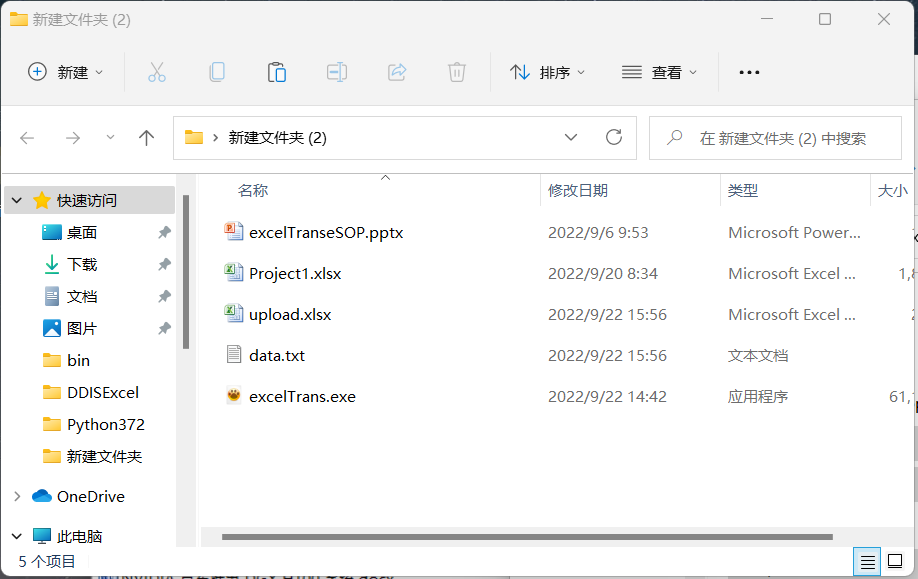 新建文件夹 (2)
新建
排序
查看
新建文件夹 (2)
在 新建文件夹 (2) 中搜索
名称
修改日期
类型
大小
快速访问
桌面
下载
文档
图片
bin
DDISExcel
Python372
新建文件夹
OneDrive
此电脑
excelTranseSOP.pptx 2022/9/6 9:53 Microsoft Power...
Project1.xlsx 2022/9/20 8:34 Microsoft Excel ...
upload.xlsx 2022/9/22 15:56 Microsoft Excel ...
data.txt 2022/9/22 15:56 文本文档
excelTrans.exe 2022/9/22 14:42 应用程序 61,
5 个项目